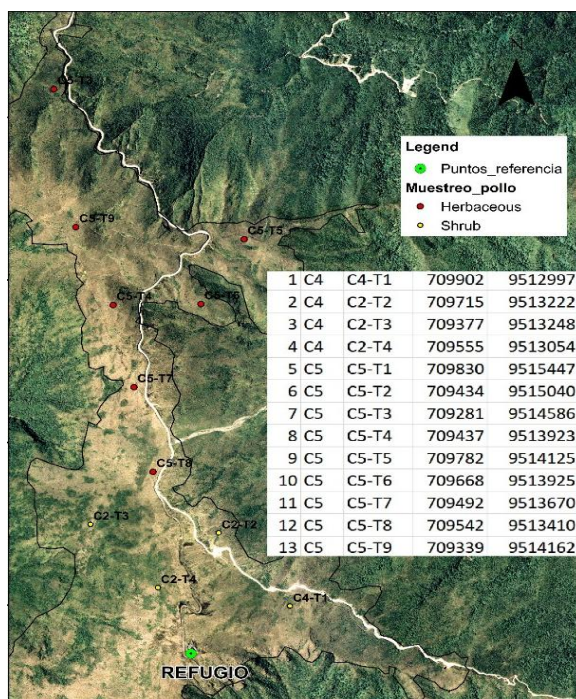 C5-T3
N
Legend
Puntos_referencia
Muestreo_pollo
Herbaceous
Shrub
C5-T9
C5-T5
1 C4 C4-T1 709902 9512997
2 C4 C2-T2 709715 9513222
3 C4 C2-T3 709377 9513248
4 C4 C2-T4 709555 9513054
5 C5 C5-T1 709830 9515447
6 C5 C5-T2 709434 9515040
7 C5 C5-T3 709281 9514586
8 C5 C5-T4 709437 9513923
9 C5 C5-T5 709782 9514125
10 C5 C5-T6 709668 9513925
11 C5 C5-T7 709492 9513670
12 C5 C5-T8 709542 9513410
13 C5 C5-T9 709339 9514162
C5-T4
C5-T6
C5-T7
C5-T8
C2-T3
C2-T2
C2-T4
C4-T1
REFUGIO